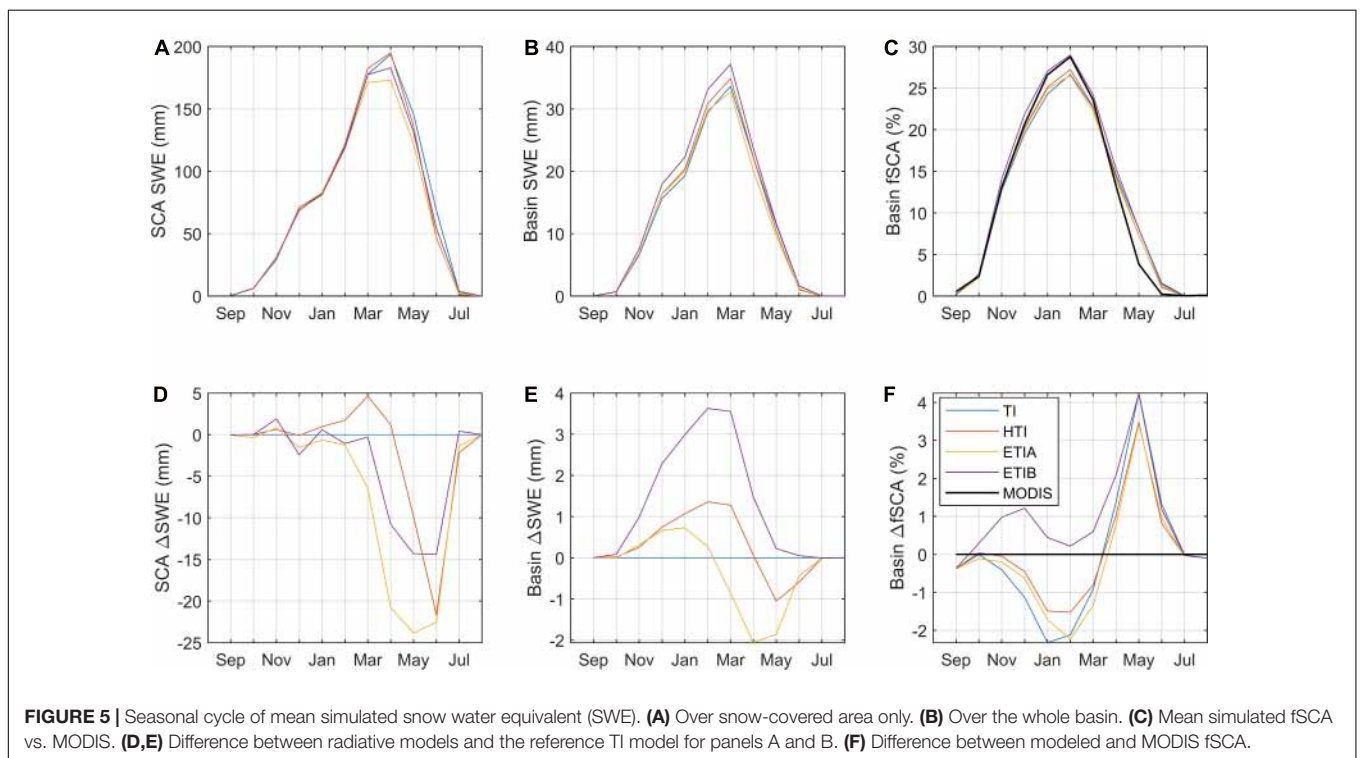 A
SCA SWE (mm)
200
150
100
50
0
Sep Nov Jan Mar May Jul
B
Basin SWE (mm)
40
30
20
10
0
Sep Nov Jan Mar May Jul
C
Basin fSCA (%)
30
25
20
15
10
5
0
Sep Nov Jan Mar May Jul
D
SCA ΔSWE (mm)
5
0
-5
-10
-15
-20
-25
Sep Nov Jan Mar May Jul
E
Basin ΔSWE (mm)
4
3
2
1
0
-1
-2
Sep Nov Jan Mar May Jul
F
Basin ΔfSCA (%)
4
3
2
1
0
-1
-2
TI
HTI
ETIA
ETIB
MODIS
Sep Nov Jan Mar May Jul
FIGURE 5 | Seasonal cycle of mean simulated snow water equivalent (SWE). (A) Over snow-covered area only. (B) Over the whole basin. (C) Mean simulated fSCA
vs. MODIS. (D,E) Difference between radiative models and the reference TI model for panels A and B. (F) Difference between modeled and MODIS fSCA.